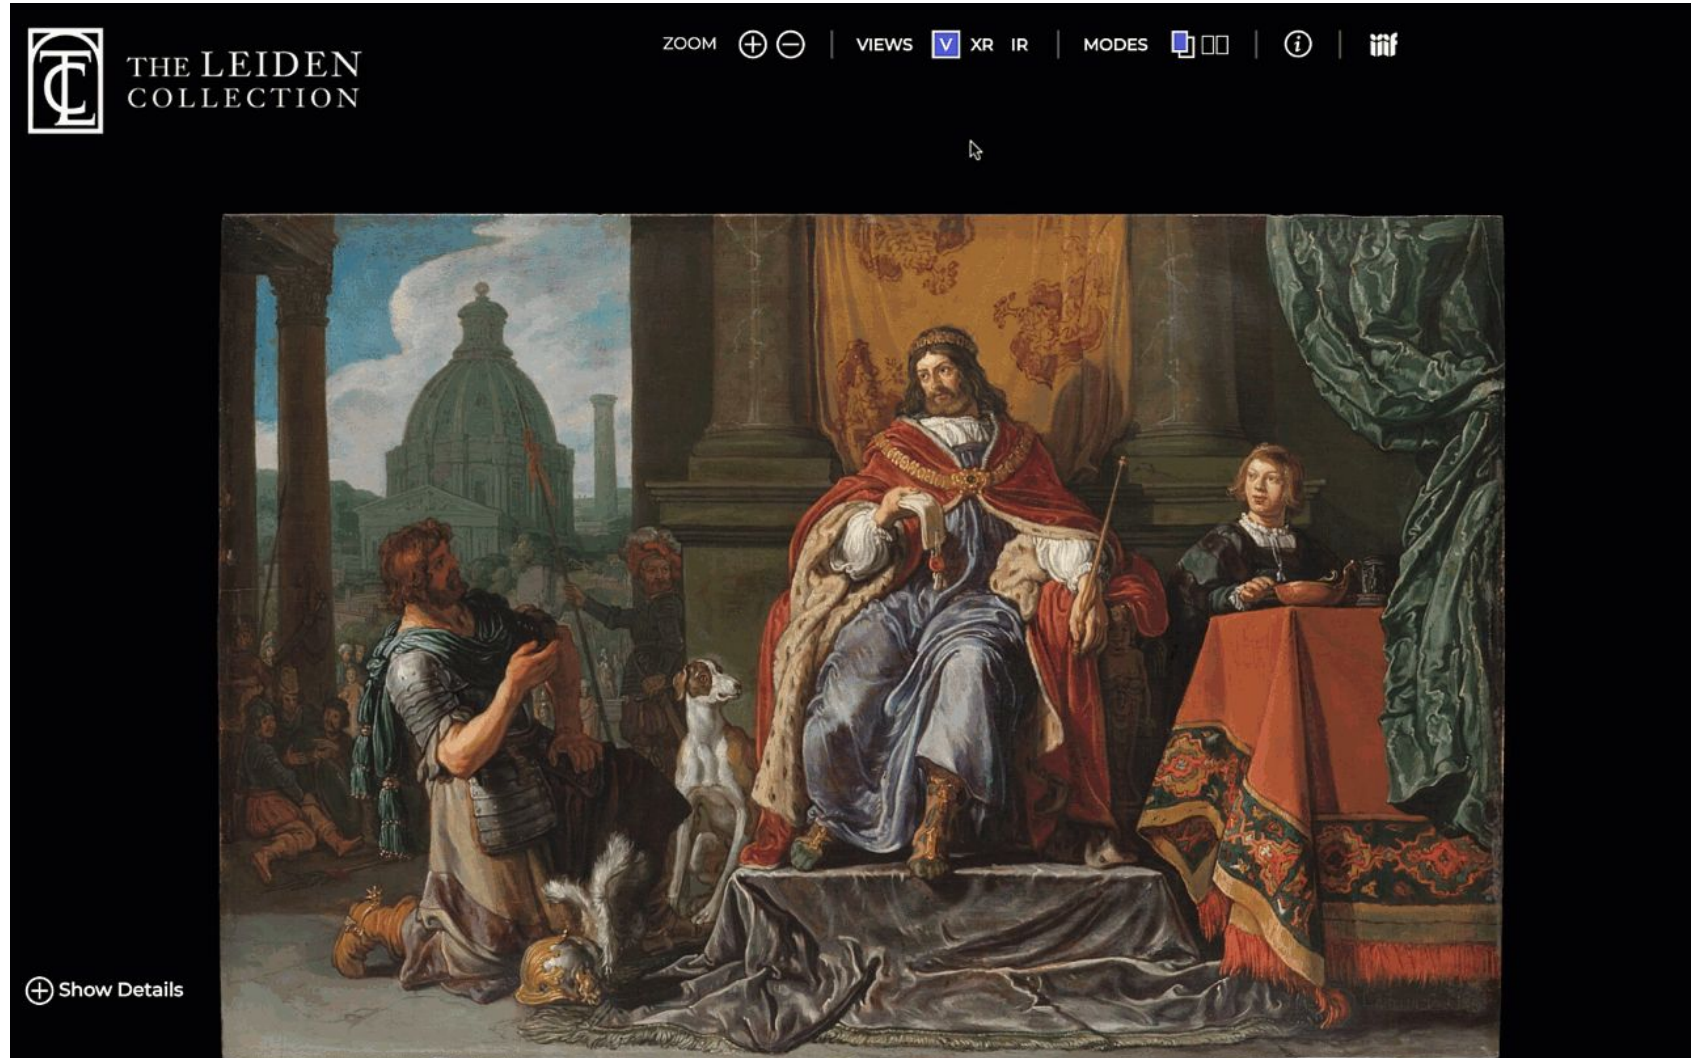 THE LEIDEN
COLLECTION
ZOOM
VIEWS V XR IR
MODES
i
iiif
Show Details